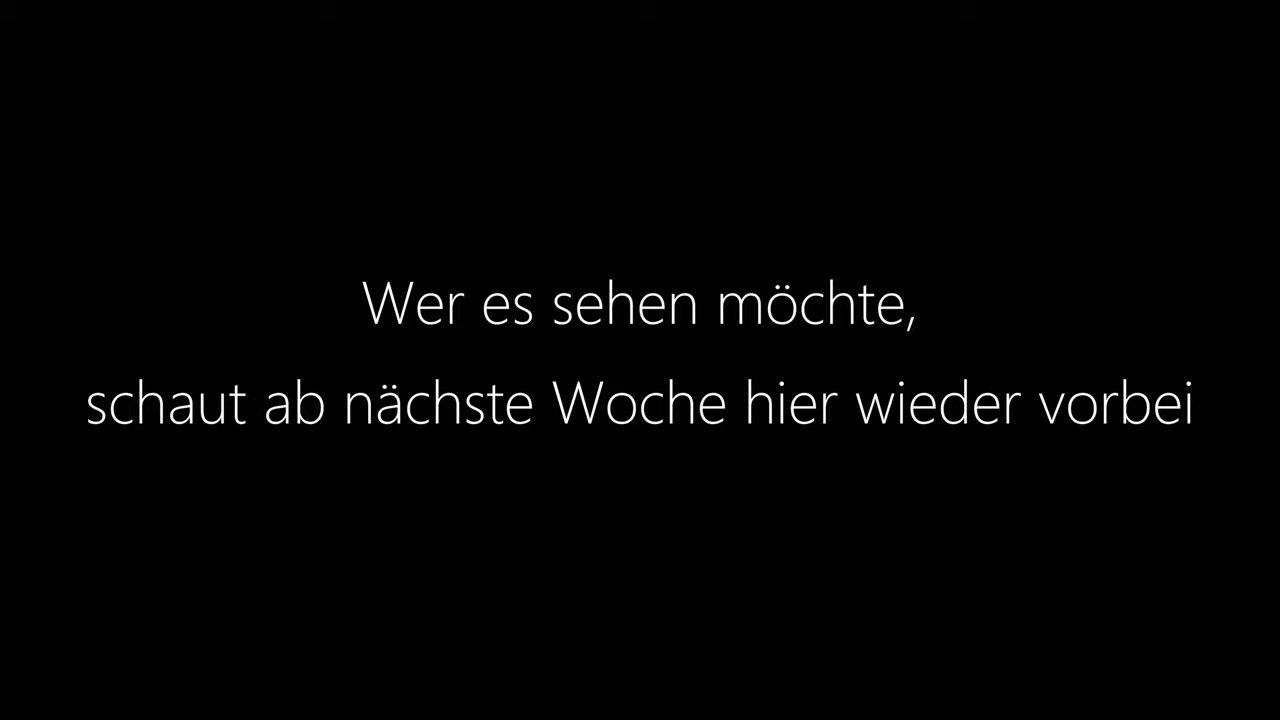 Wer es sehen möchte,
schaut ab nächste Woche hier wieder vorbei